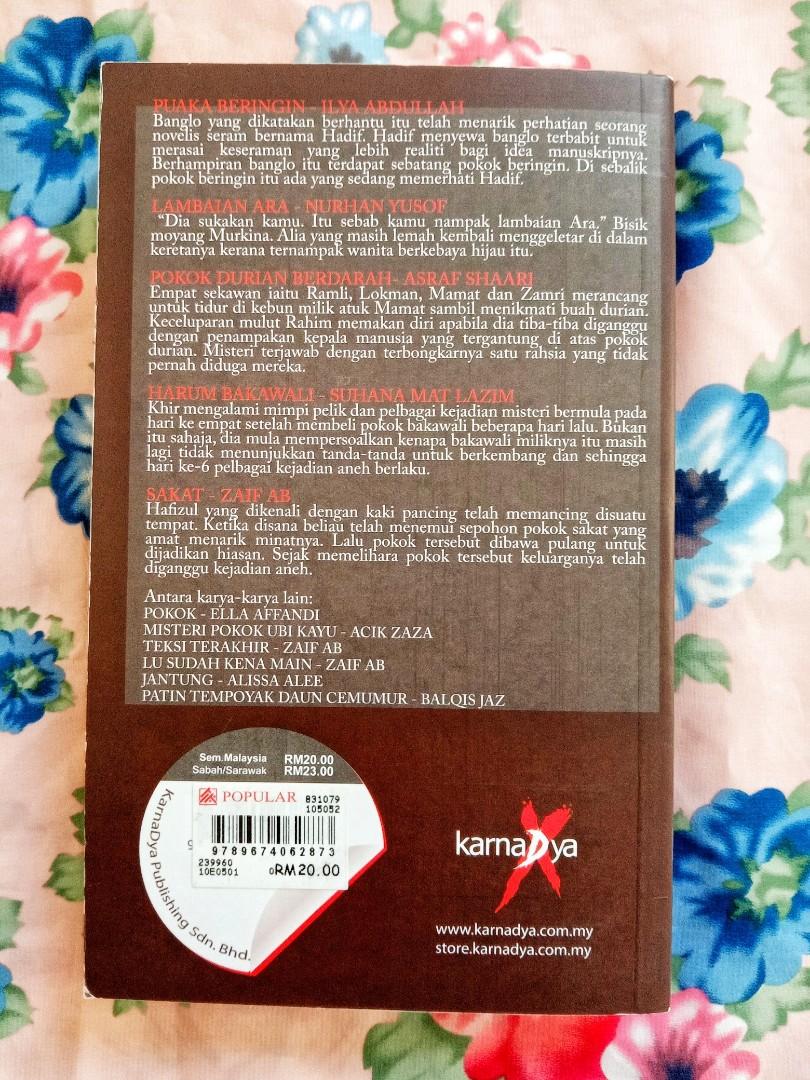 PUAKA BERINGIN - ILYA ABDULLAH
Banglo yang dikatakan berhantu itu telah menarik perhatian seorang
novelis seram bernama Hadif. Hadif menyewa banglo terbabit untuk
merasai keseraman yang lebih realiti bagi idea manuskripnya.
Berhampiran banglo itu terdapat sebatang pokok beringin. Di sebalik
pokok beringin itu ada yang sedang memerhati Hadif.
LAMBAIAN ARA - NURHAN YUSOF
“Dia sukakan kamu. Itu sebab kamu nampak lambaian Ara.” Bisik
moyang Murkina. Alia yang masih lemah kembali menggeletar di dalam
keretanya kerana ternampak wanita berkebaya hijau itu.
POKOK DURIAN BERDARAH- ASRAF SHAARI
Empat sekawan iaitu Ramli, Lokman, Mamat dan Zamri merancang
untuk tidur di kebun milik atuk Mamat sambil menikmati buah durian.
Keceluparan mulut Rahim memakan diri apabila dia tiba-tiba diganggu
dengan penampakan kepala manusia yang tergantung di atas pokok
durian. Misteri terjawab dengan terbongkarnya satu rahsia yang tidak
pernah diduga mereka.
HARUM BAKAWALI - SUHANA MAT LAZIM
Khir mengalami mimpi pelik dan pelbagai kejadian misteri bermula pada
hari ke empat setelah membeli pokok bakawali beberapa hari lalu. Bukan
itu sahaja, dia mula mempersoalkan kenapa bakawali miliknya itu masih
lagi tidak menunjukkan tanda-tanda untuk berkembang dan sehingga
hari ke-6 pelbagai kejadian aneh berlaku.
SAKAT - ZAIF AB
Hafizul yang dikenali dengan kaki pancing telah memancing disuatu
tempat. Ketika disana beliau telah menemui sepohon pokok sakat yang
amat menarik minatnya. Lalu pokok tersebut dibawa pulang untuk
dijadikan hiasan. Sejak memelihara pokok tersebut keluarganya telah
diganggu kejadian aneh.
Antara karya-karya lain:
POKOK - ELLA AFFANDI
MISTERI POKOK UBI KAYU - ACIK ZAZA
TEKSI TERAKHIR - ZAIF AB
LU SUDAH KENA MAIN - ZAIF AB
JANTUNG - ALISSA ALEE
PATIN TEMPOYAK DAUN CEMUMUR - BALQIS JAZ
Sem.Malaysia RM20.00
Sabah/Sarawak RM23.00
POPULAR 831079
105052
9789674062873
239960
10E0501 0RM20.00
KarnaDya Publishing Sdn. Bhd.
karnaDya
www.karnadya.com.my
store.karnadya.com.my